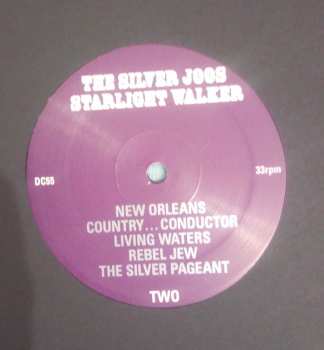 THE SILVER JOOS
STARLIGHT WALKER
DC55
33rpm
NEW ORLEANS
COUNTRY...CONDUCTOR
LIVING WATERS
REBEL JEW
THE SILVER PAGEANT
TWO